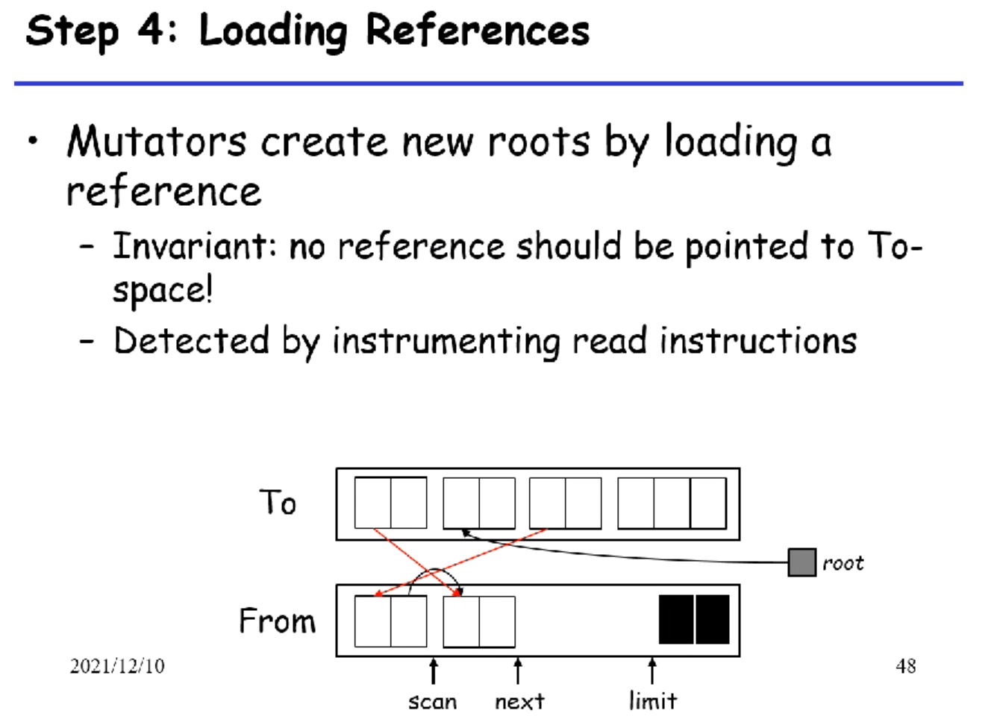 Step 4: Loading References
• Mutators create new roots by loading a
reference
– Invariant: no reference should be pointed to To-
space!
– Detected by instrumenting read instructions
To
root
From
2021/12/10
48
scan
next
limit